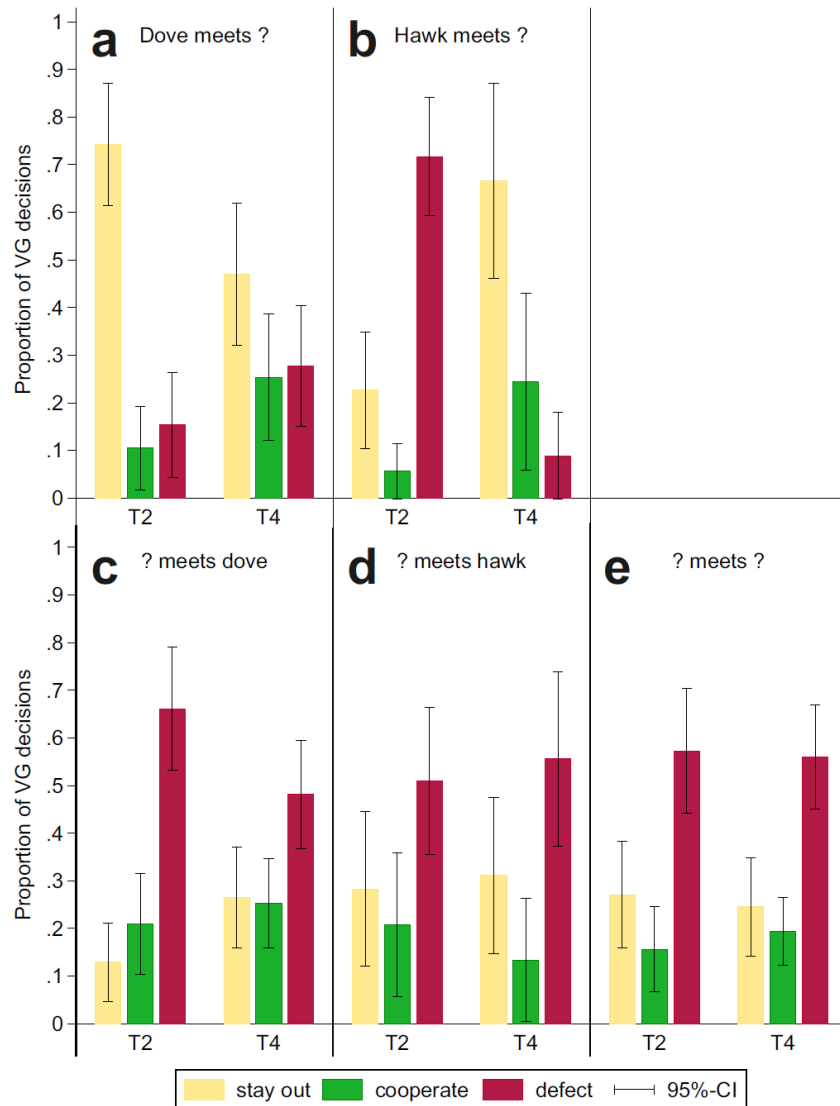 a Dove meets ?
b Hawk meets ?
Proportion of VG decisions
1
.9
.8
.7
.6
.5
.4
.3
.2
.1
0
T2 T4 T2 T4
c ? meets dove
d ? meets hawk
e ? meets ?
Proportion of VG decisions
1
.9
.8
.7
.6
.5
.4
.3
.2
.1
0
T2 T4 T2 T4 T2 T4
stay out cooperate defect 95%-CI